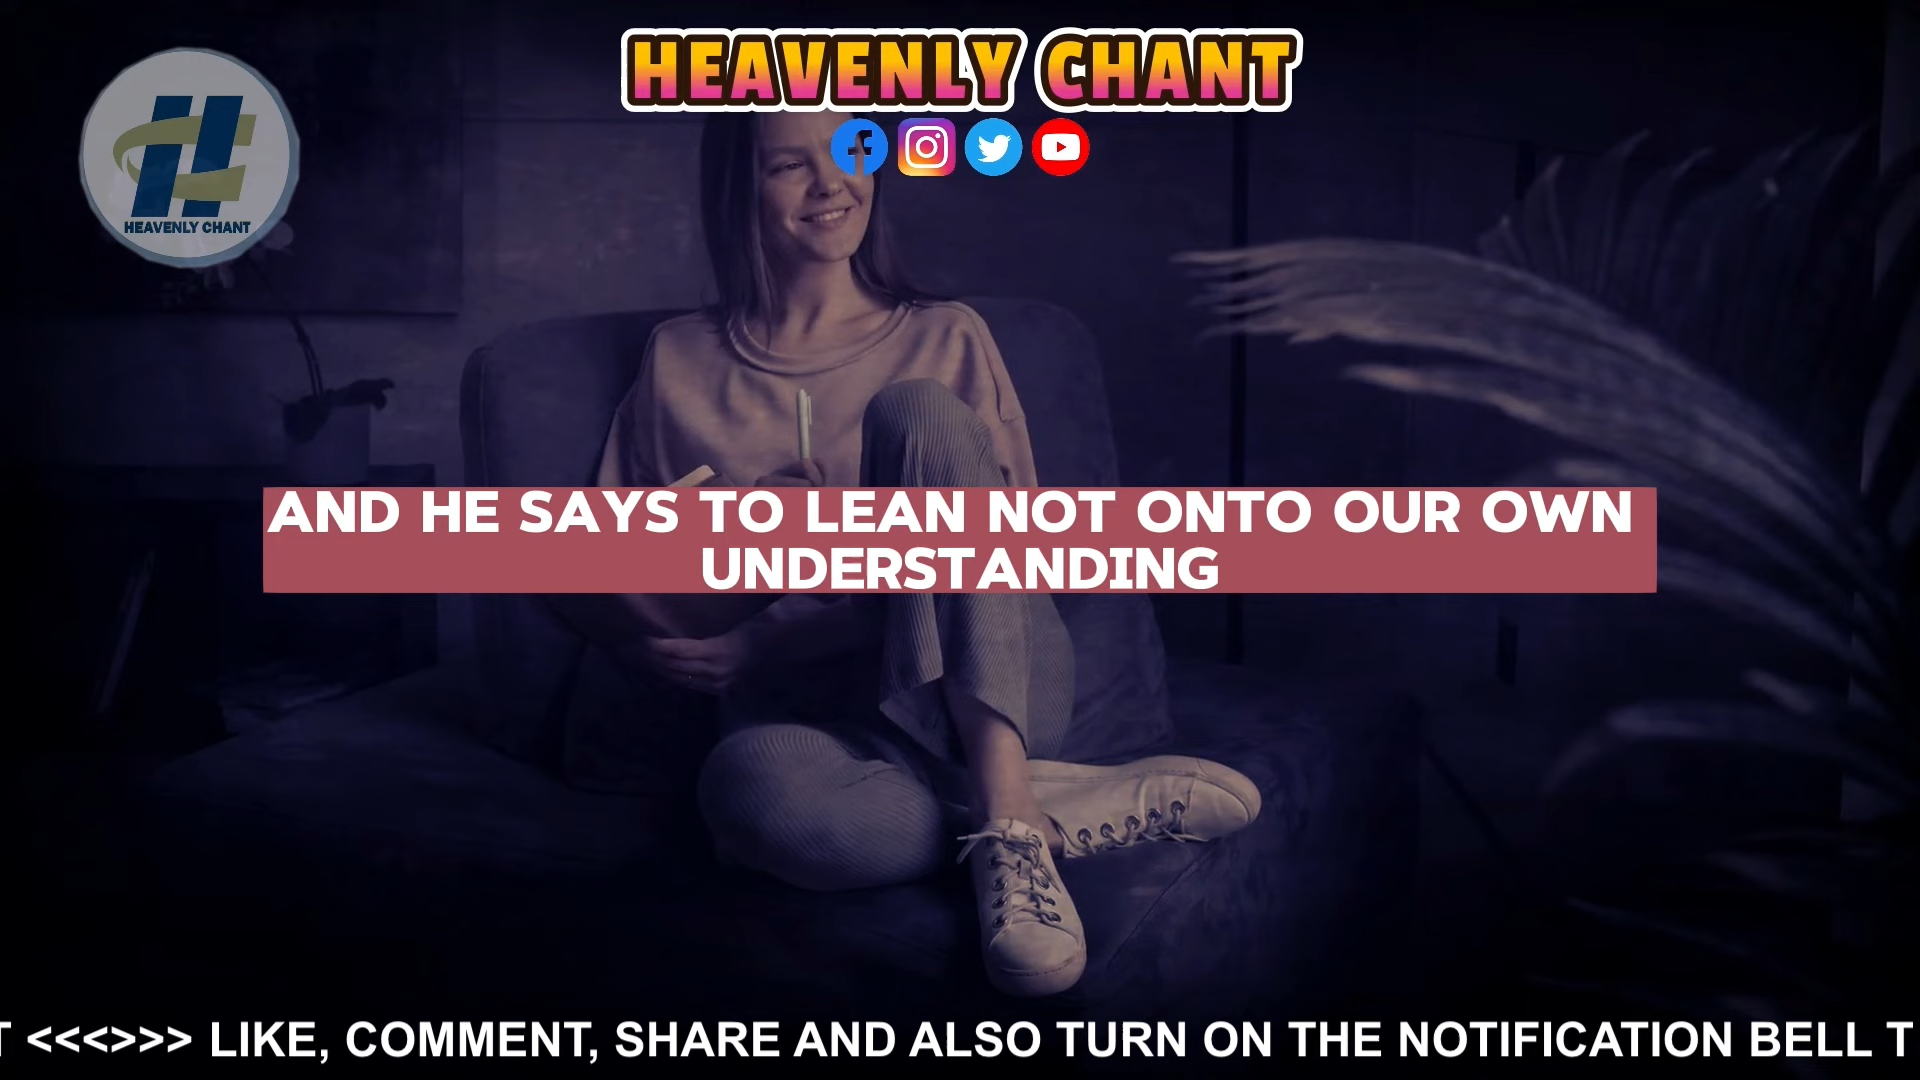 HEAVENLY CHANT
HEAVENLY CHANT
AND HE SAYS TO LEAN NOT ONTO OUR OWN
UNDERSTANDING
T <<<>>> LIKE, COMMENT, SHARE AND ALSO TURN ON THE NOTIFICATION BELL T